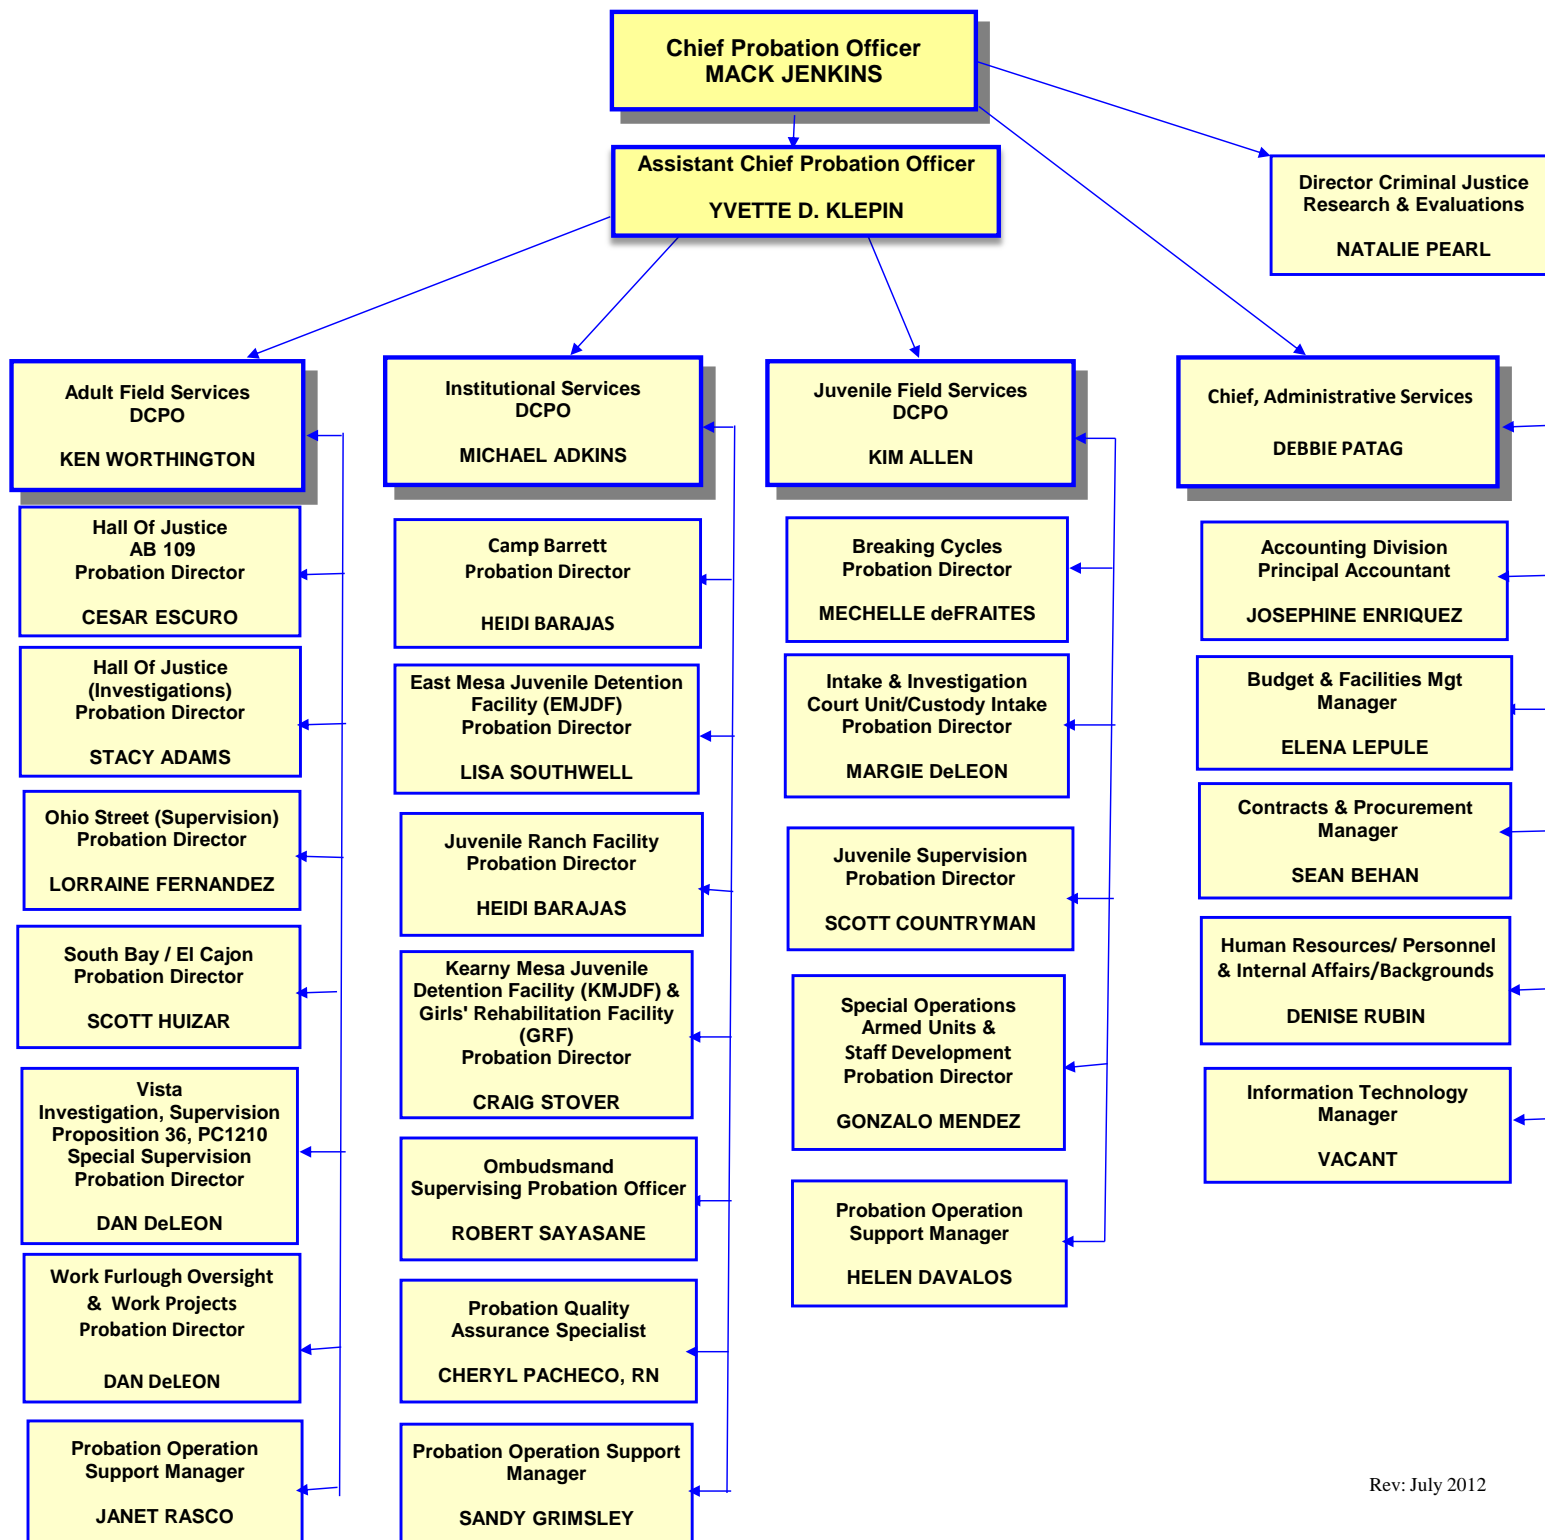 Chief Probation Officer
MACK JENKINS
Assistant Chief Probation Officer
YVETTE D. KLEPIN
Director Criminal Justice
Research & Evaluations
NATALIE PEARL
Adult Field Services
DCPO
KEN WORTHINGTON
Hall Of Justice
AB 109
Probation Director
CESAR ESCURO
Hall Of Justice
(Investigations)
Probation Director
STACY ADAMS
Ohio Street (Supervision)
Probation Director
LORRAINE FERNANDEZ
South Bay / El Cajon
Probation Director
SCOTT HUIZAR
Vista
Investigation, Supervision
Proposition 36, PC1210
Special Supervision
Probation Director
DAN DeLEON
Work Furlough Oversight
& Work Projects
Probation Director
DAN DeLEON
Probation Operation
Support Manager
JANET RASCO
Institutional Services
DCPO
MICHAEL ADKINS
Camp Barrett
Probation Director
HEIDI BARAJAS
East Mesa Juvenile Detention
Facility (EMJDF)
Probation Director
LISA SOUTHWELL
Juvenile Ranch Facility
Probation Director
HEIDI BARAJAS
Kearny Mesa Juvenile
Detention Facility (KMJDF) &
Girls' Rehabilitation Facility
(GRF)
Probation Director
CRAIG STOVER
Ombudsmand
Supervising Probation Officer
ROBERT SAYASANE
Probation Quality
Assurance Specialist
CHERYL PACHECO, RN
Probation Operation Support
Manager
SANDY GRIMSLEY
Juvenile Field Services
DCPO
KIM ALLEN
Breaking Cycles
Probation Director
MECHELLE deFRAITES
Intake & Investigation
Court Unit/Custody Intake
Probation Director
MARGIE DeLEON
Juvenile Supervision
Probation Director
SCOTT COUNTRYMAN
Special Operations
Armed Units &
Staff Development
Probation Director
GONZALO MENDEZ
Probation Operation
Support Manager
HELEN DAVALOS
Chief, Administrative Services
DEBBIE PATAG
Accounting Division
Principal Accountant
JOSEPHINE ENRIQUEZ
Budget & Facilities Mgt
Manager
ELENA LEPULE
Contracts & Procurement
Manager
SEAN BEHAN
Human Resources/ Personnel
& Internal Affairs/Backgrounds
DENISE RUBIN
Information Technology
Manager
VACANT
Rev: July 2012